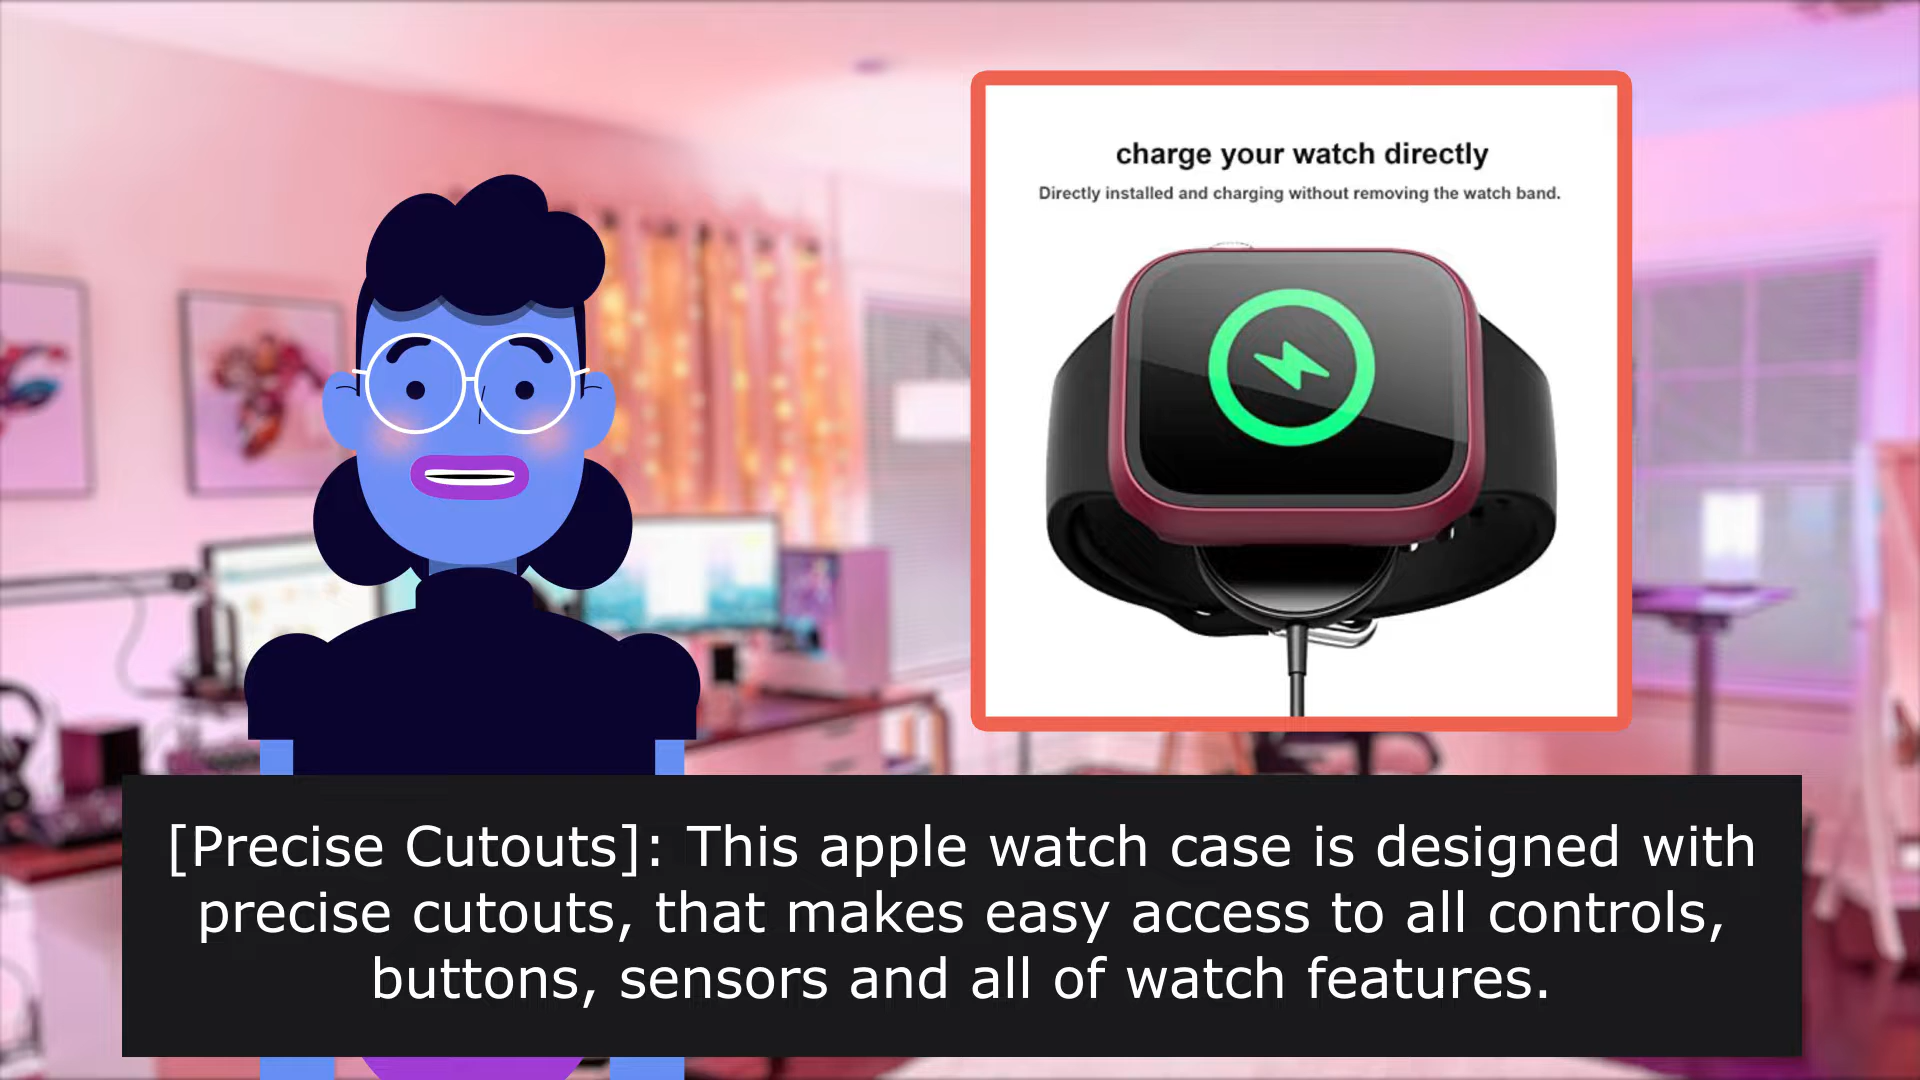 charge your watch directly
Directly installed and charging without removing the watch band.
[Precise Cutouts]: This apple watch case is designed with
precise cutouts, that makes easy access to all controls,
buttons, sensors and all of watch features.